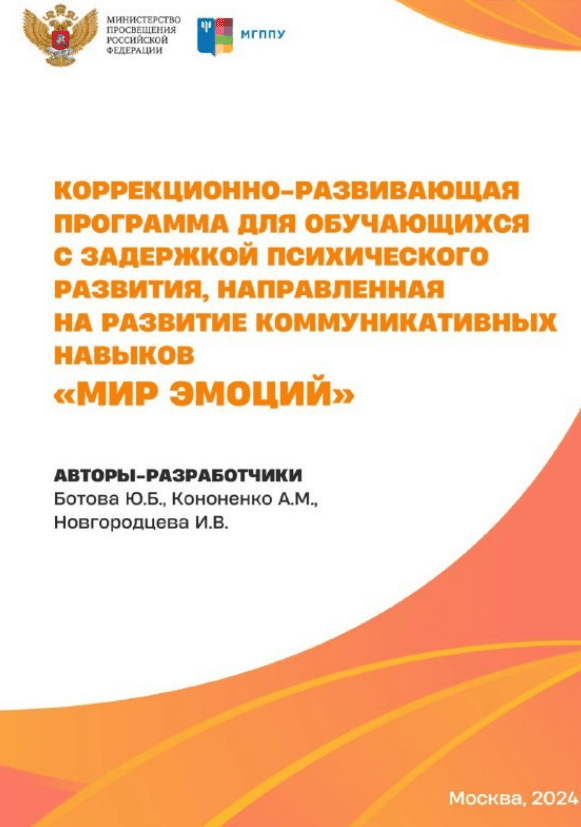 МИНИСТЕРСТВО
ПРОСВЕЩЕНИЯ
РОССИЙСКОЙ
ФЕДЕРАЦИИ
МГППУ
КОРРЕКЦИОННО-РАЗВИВАЮЩАЯ
ПРОГРАММА ДЛЯ ОБУЧАЮЩИХСЯ
С ЗАДЕРЖКОЙ ПСИХИЧЕСКОГО
РАЗВИТИЯ, НАПРАВЛЕННАЯ
НА РАЗВИТИЕ КОММУНИКАТИВНЫХ
НАВЫКОВ
«МИР ЭМОЦИЙ»
АВТОРЫ-РАЗРАБОТЧИКИ
Ботова Ю.Б., Кононенко А.М.,
Новгородцева И.В.
Москва, 2024